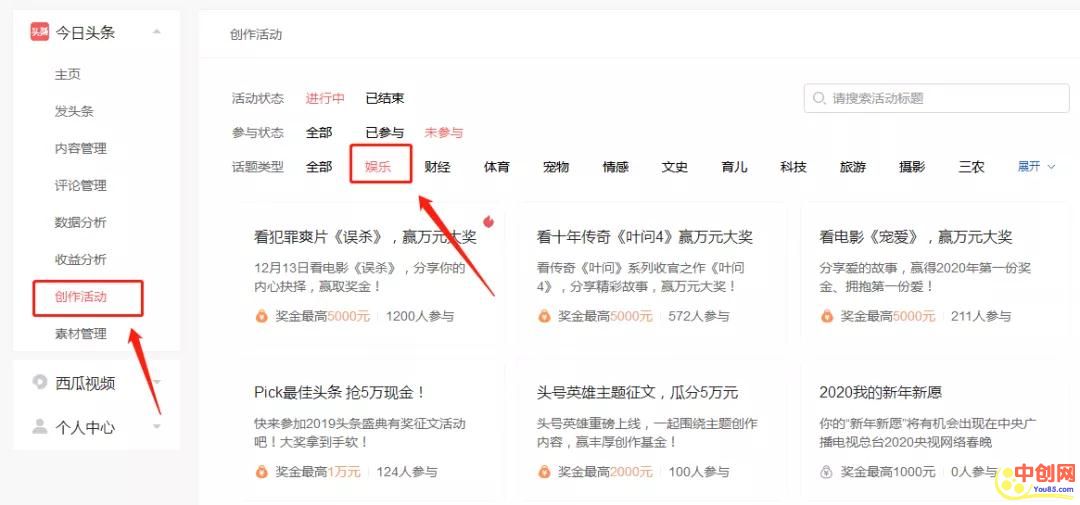 头条 今日头条
主页
发头条
内容管理
评论管理
数据分析
收益分析
创作活动
素材管理
西瓜视频
个人中心
创作活动
活动状态 进行中 已结束
请搜索活动标题
参与状态 全部 已参与 未参与
话题类型 全部 娱乐 财经 体育 宠物 情感 文史 育儿 科技 旅游 摄影 三农 展开
看犯罪爽片《误杀》，赢万元大奖
12月13日看电影《误杀》，分享你的
内心抉择，赢取奖金！
奖金最高5000元 1200人参与
看十年传奇《叶问4》赢万元大奖
看传奇《叶问》系列收官之作《叶问
4》，分享精彩故事，赢万元大奖！
奖金最高5000元 572人参与
看电影《宠爱》，赢万元大奖
分享爱的故事，赢得2020年第一份奖
金、拥抱第一份爱！
奖金最高5000元 211人参与
Pick最佳头条 抢5万现金！
快来参加2019头条盛典有奖征文活动
吧！大奖拿到手软！
奖金最高1万元 124人参与
头号英雄主题征文，瓜分5万元
头号英雄重磅上线，一起围绕主题创作
内容，赢丰厚创作基金！
奖金最高2000元 100人参与
2020我的新年新愿
你的“新年新愿”将有机会出现在中央广
播电视总台2020央视网络春晚
奖金最高1000元 0人参与
中创网
You85.com